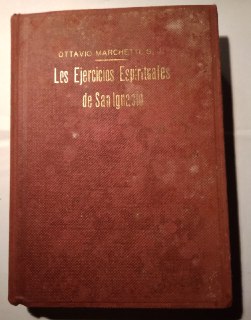 OTTAVIO MARCHETTI, S. J.
Los Ejercicios Espirituales
de San Ignacio